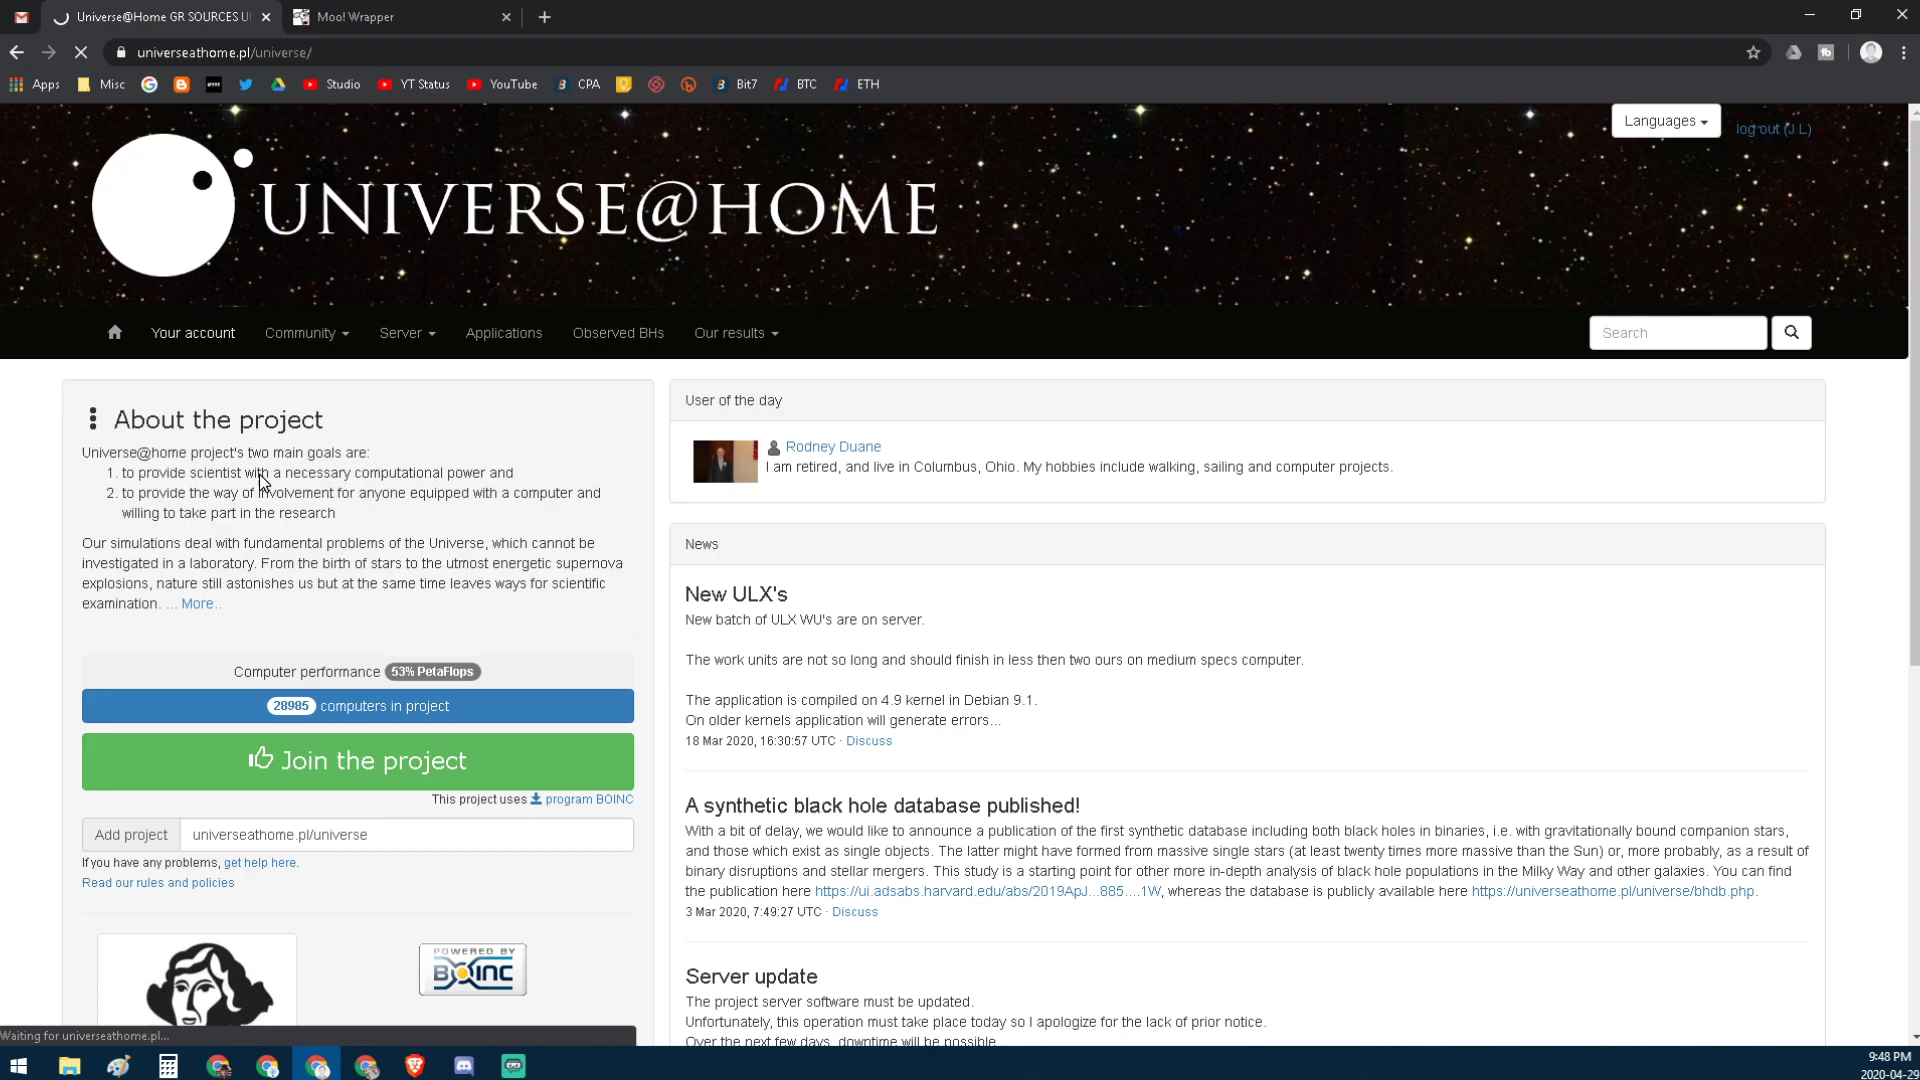 Universe@Home GR SOURCES U
Moo! Wrapper
universeathome.pl/universe/
Apps
Misc
Studio
YT Status
YouTube
CPA
Bit7
BTC
ETH
Languages
log out (J L)
UNIVERSE@HOME
Your account
Community
Server
Applications
Observed BHs
Our results
Search
About the project
Universe@home project's two main goals are:
1. to provide scientist with a necessary computational power and
2. to provide the way of involvement for anyone equipped with a computer and
willing to take part in the research
Our simulations deal with fundamental problems of the Universe, which cannot be
investigated in a laboratory. From the birth of stars to the utmost energetic supernova
explosions, nature still astonishes us but at the same time leaves ways for scientific
examination. ... More..
Computer performance 53% PetaFlops
28985 computers in project
Join the project
This project uses program BOINC
Add project universeathome.pl/universe
If you have any problems, get help here.
Read our rules and policies
POWERED BY
BOINC
User of the day
Rodney Duane
I am retired, and live in Columbus, Ohio. My hobbies include walking, sailing and computer projects.
News
New ULX's
New batch of ULX WU's are on server.
The work units are not so long and should finish in less then two ours on medium specs computer.
The application is compiled on 4.9 kernel in Debian 9.1.
On older kernels application will generate errors...
18 Mar 2020, 16:30:57 UTC · Discuss
A synthetic black hole database published!
With a bit of delay, we would like to announce a publication of the first synthetic database including both black holes in binaries, i.e. with gravitationally bound companion stars,
and those which exist as single objects. The latter might have formed from massive single stars (at least twenty times more massive than the Sun) or, more probably, as a result of
binary disruptions and stellar mergers. This study is a starting point for other more in-depth analysis of black hole populations in the Milky Way and other galaxies. You can find
the publication here https://ui.adsabs.harvard.edu/abs/2019ApJ...885....1W, whereas the database is publicly available here https://universeathome.pl/universe/bhdb.php.
3 Mar 2020, 7:49:27 UTC · Discuss
Server update
The project server software must be updated.
Unfortunately, this operation must take place today so I apologize for the lack of prior notice.
Over the next few days, downtime will be possible
Waiting for universeathome.pl...
9:48 PM
2020-04-29